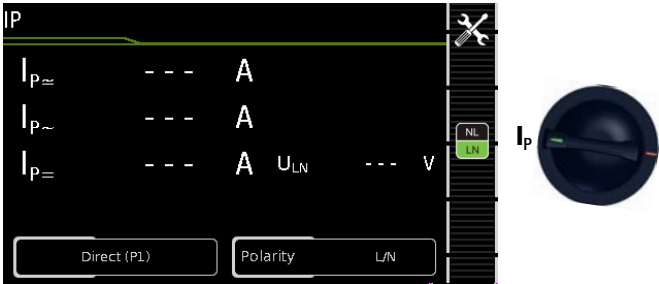 IP
IP≃ - - - A
IP~ - - - A
IP= - - - A ULN - - - V
NL
LN
IP
Direct (P1)
Polarity L/N